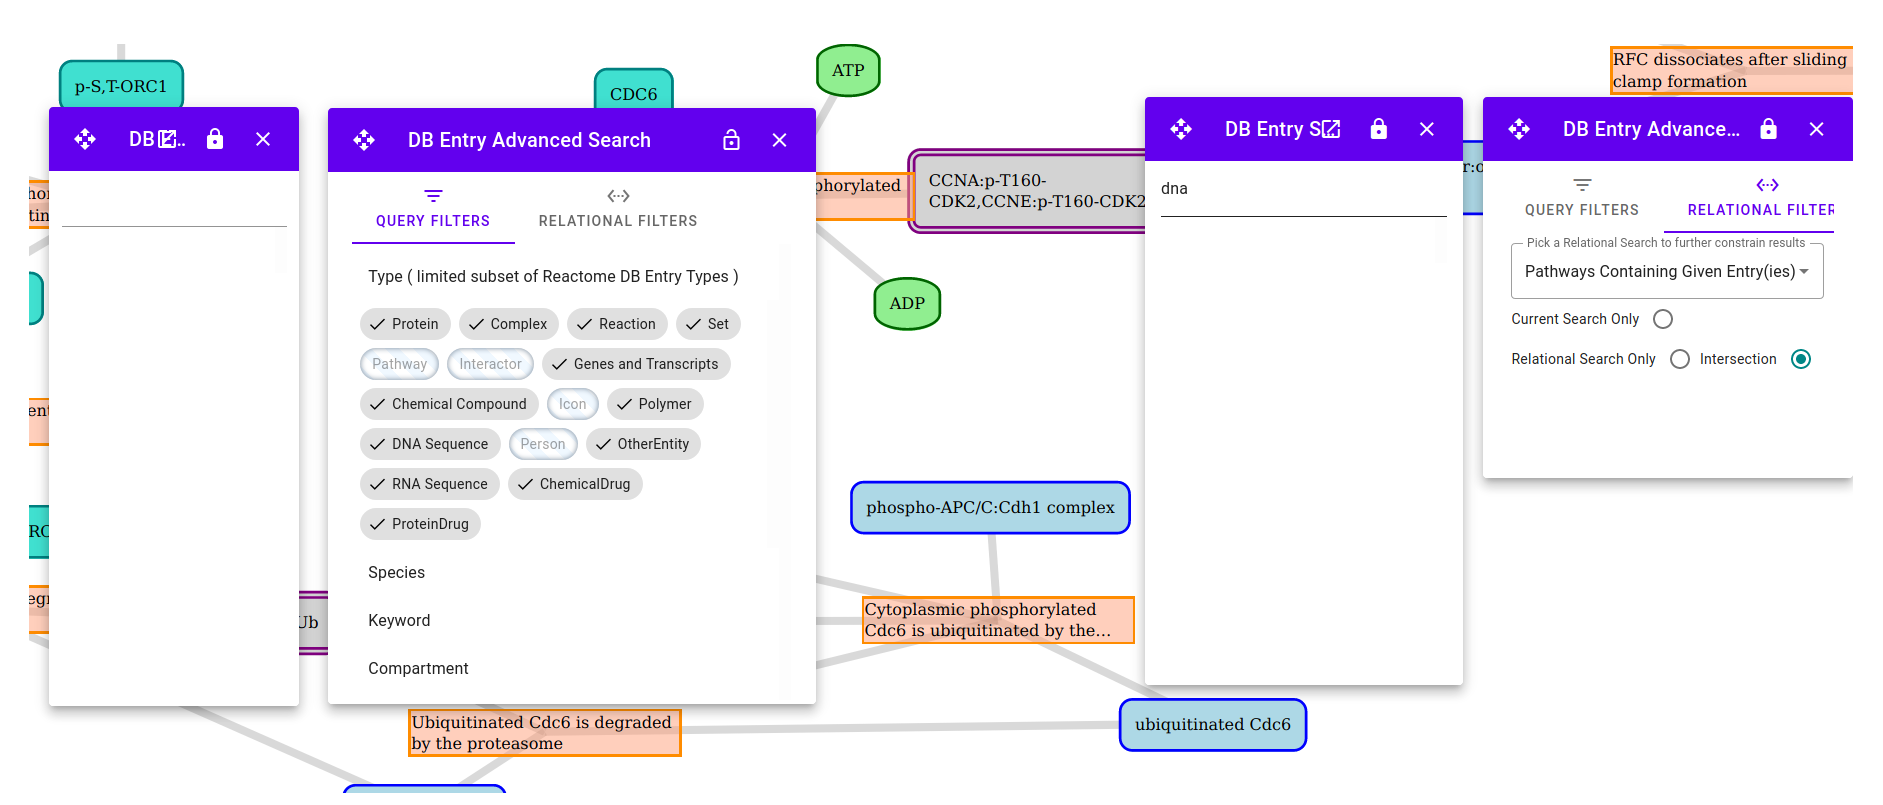 p-S,T-ORC1
CDC6
ATP
RFC dissociates after sliding
clamp formation
DB
..
DB Entry Advanced Search
DB Entry S
DB Entry Advance...
QUERY FILTERS
RELATIONAL FILTERS
Type ( limited subset of Reactome DB Entry Types )
Protein
Complex
Reaction
Set
Pathway
Interactor
Genes and Transcripts
Chemical Compound
Icon
Polymer
DNA Sequence
Person
OtherEntity
RNA Sequence
ChemicalDrug
ProteinDrug
Species
Keyword
Compartment
phorylated
CCNA:p-T160-
CDK2,CCNE:p-T160-CDK2
ADP
dna
r:o
QUERY FILTERS
RELATIONAL FILTER
Pick a Relational Search to further constrain results
Pathways Containing Given Entry(ies)
Current Search Only
Relational Search Only
Intersection
hor
tin
ent
RC
egr
Ub
phospho-APC/C:Cdh1 complex
Cytoplasmic phosphorylated
Cdc6 is ubiquitinated by the...
Ubiquitinated Cdc6 is degraded
by the proteasome
ubiquitinated Cdc6